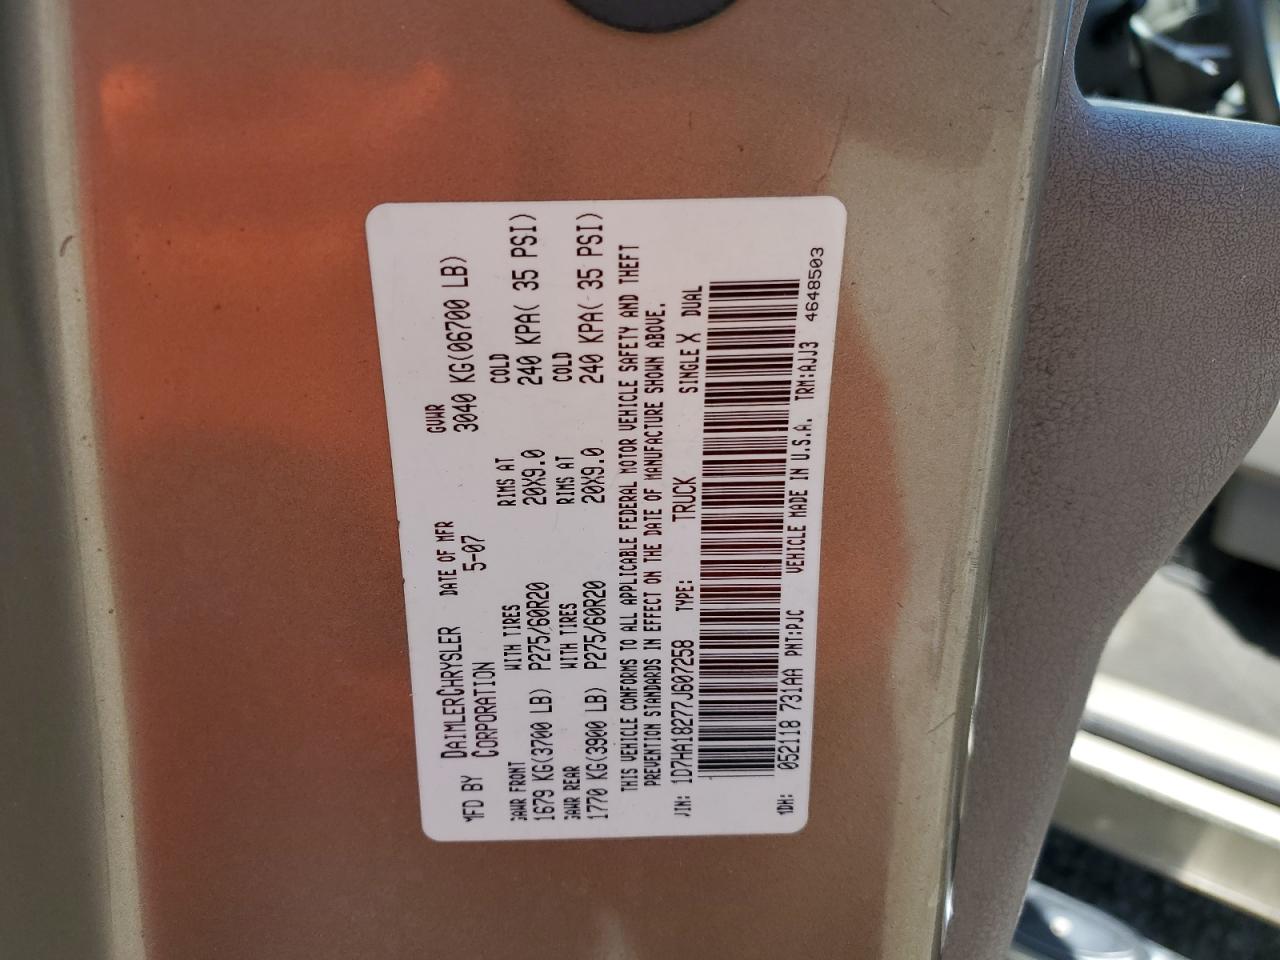 MFD BY DAIMLERCHRYSLER CORPORATION
DATE OF MFR 5-07
GVWR 3040 KG(06700 LB)
GAWR FRONT WITH TIRES RIMS AT COLD
1679 KG(3700 LB) P275/60R20 20X9.0 240 KPA( 35 PSI)
GAWR REAR WITH TIRES RIMS AT COLD
1770 KG(3900 LB) P275/60R20 20X9.0 240 KPA( 35 PSI)
THIS VEHICLE CONFORMS TO ALL APPLICABLE FEDERAL MOTOR VEHICLE SAFETY AND THEFT
PREVENTION STANDARDS IN EFFECT ON THE DATE OF MANUFACTURE SHOWN ABOVE.
VIN: 1D7HA18277J607258 TYPE: TRUCK SINGLE X DUAL
MDH: 052118 731AA PNT:PJC VEHICLE MADE IN U.S.A. TRM:AJJ3 4648503